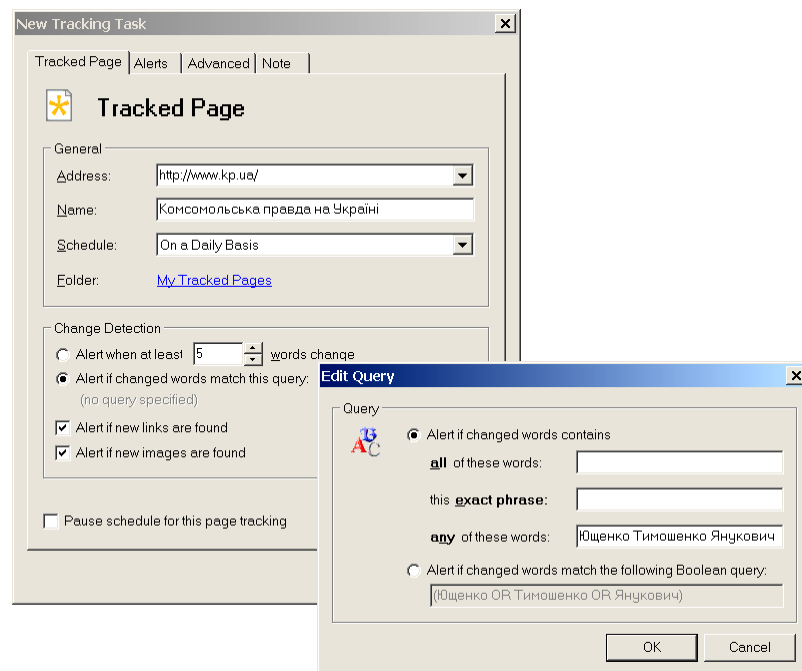 New Tracking Task
Tracked Page Alerts Advanced Note
Tracked Page
General
Address: http://www.kp.ua/
Name: Комсомольська правда на Україні
Schedule: On a Daily Basis
Folder: My Tracked Pages
Change Detection
Alert when at least 5 words change
Alert if changed words match this query:
(no query specified)
Alert if new links are found
Alert if new images are found
Pause schedule for this page tracking
Edit Query
Query
Alert if changed words contains
all of these words:
this exact phrase:
any of these words: Ющенко Тимошенко Янукович
Alert if changed words match the following Boolean query:
(Ющенко OR Тимошенко OR Янукович)
OK Cancel